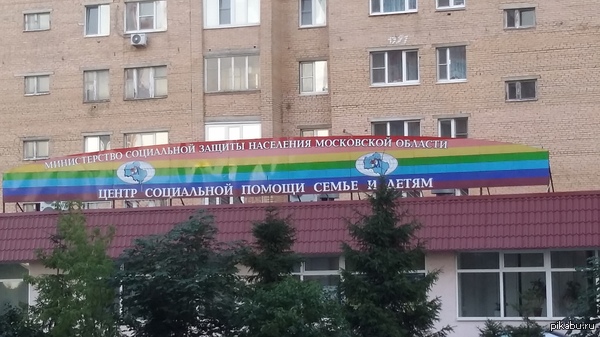 МИНИСТЕРСТВО СОЦИАЛЬНОЙ ЗАЩИТЫ НАСЕЛЕНИЯ МОСКОВСКОЙ ОБЛАСТИ
ЦЕНТР СОЦИАЛЬНОЙ ПОМОЩИ СЕМЬЕ И ДЕТЯМ
pikabu.ru